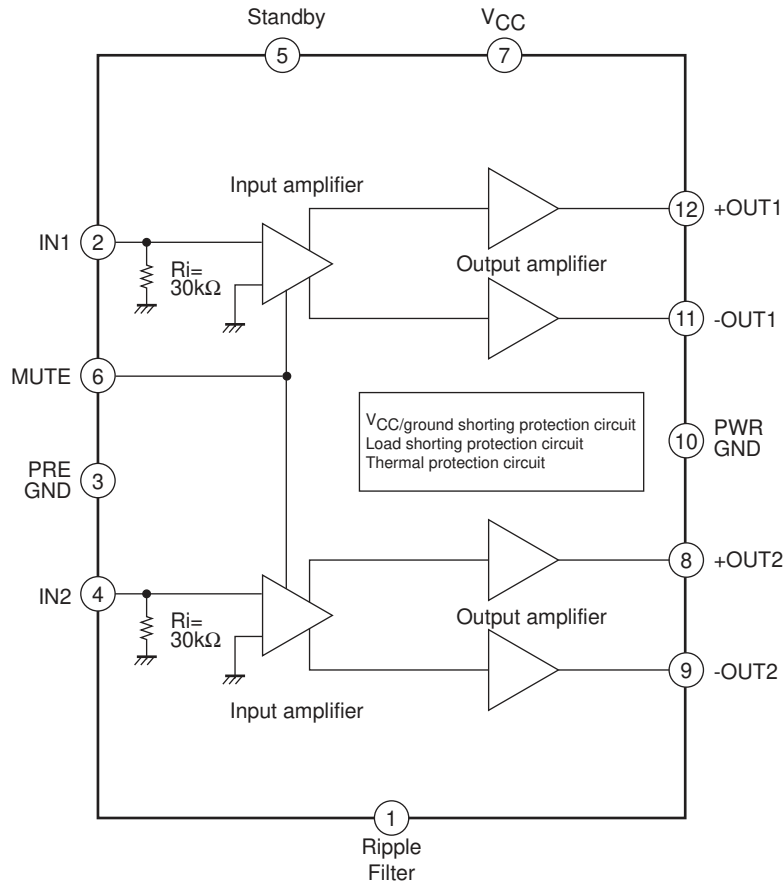 Standby
VCC
5
7
Input amplifier
12
+OUT1
IN1
2
Ri=
30kΩ
Output amplifier
11
-OUT1
MUTE
6
VCC/ground shorting protection circuit
Load shorting protection circuit
Thermal protection circuit
10
PWR
GND
PRE
GND
3
8
+OUT2
IN2
4
Ri=
30kΩ
Output amplifier
9
-OUT2
Input amplifier
1
Ripple
Filter